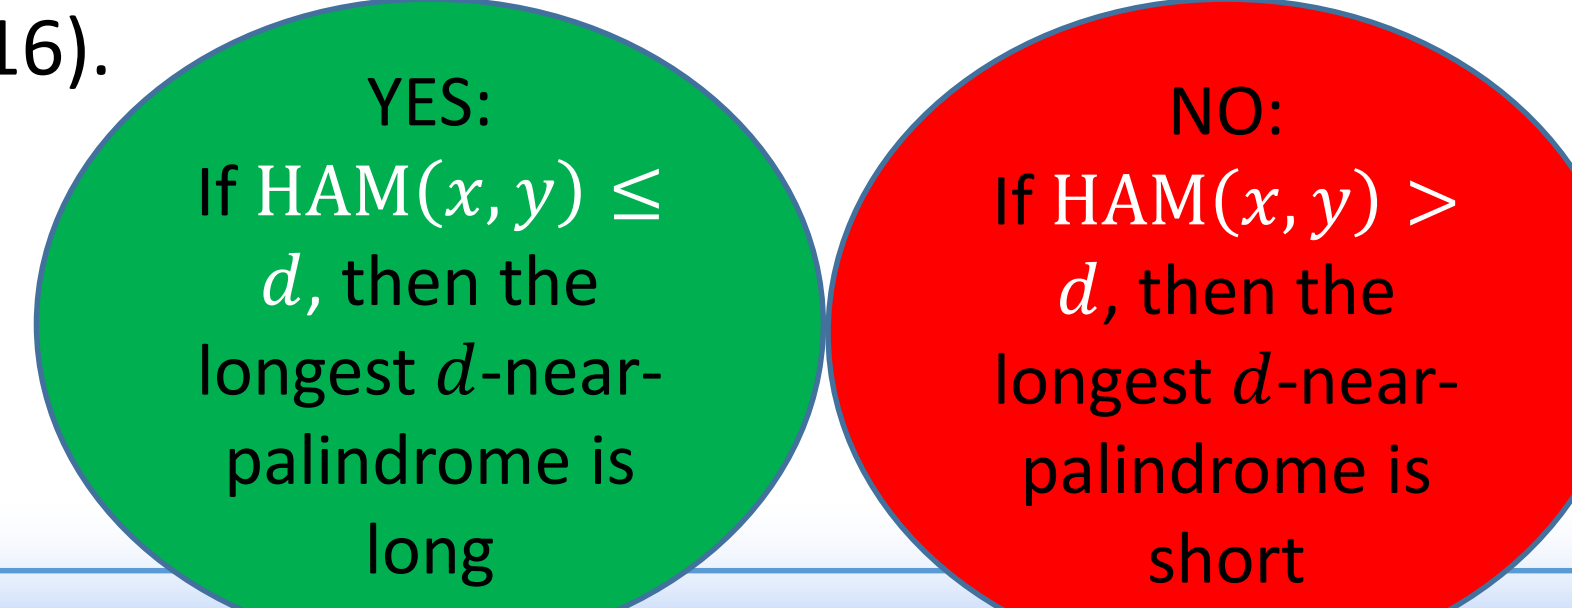 16).
YES:
If HAM(x, y) ≤
d, then the
longest d-near-
palindrome is
long
NO:
If HAM(x, y) >
d, then the
longest d-near-
palindrome is
short